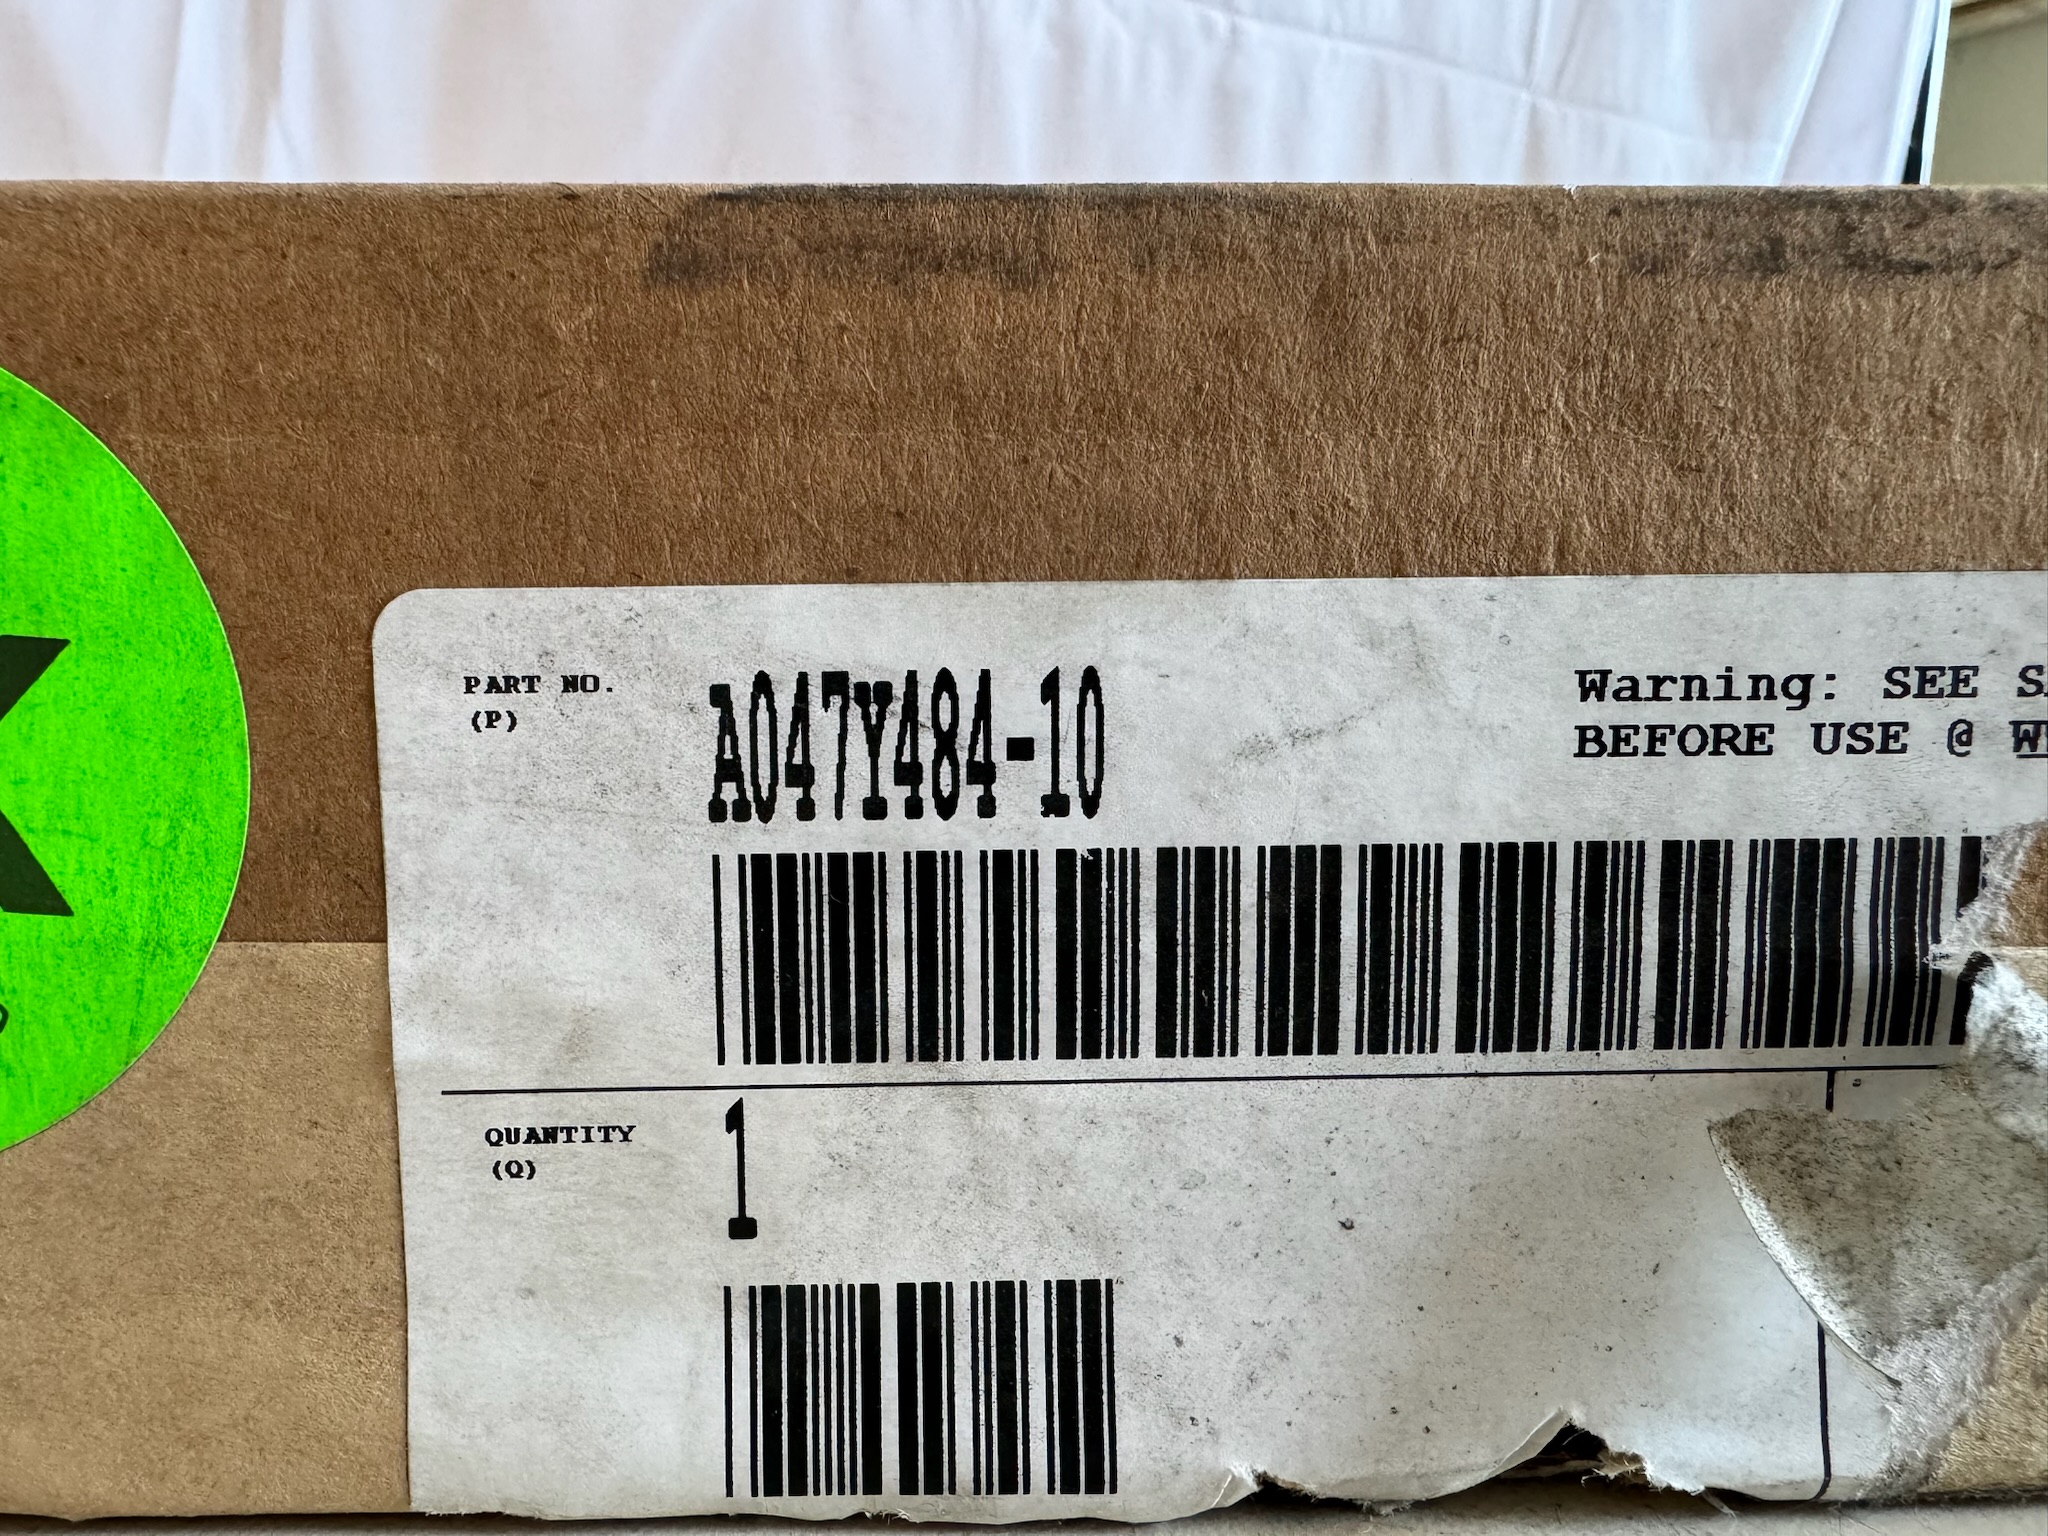 PART NO.
(P)
A047Y484-10
Warning: SEE
BEFORE USE @
QUANTITY
(Q)
1